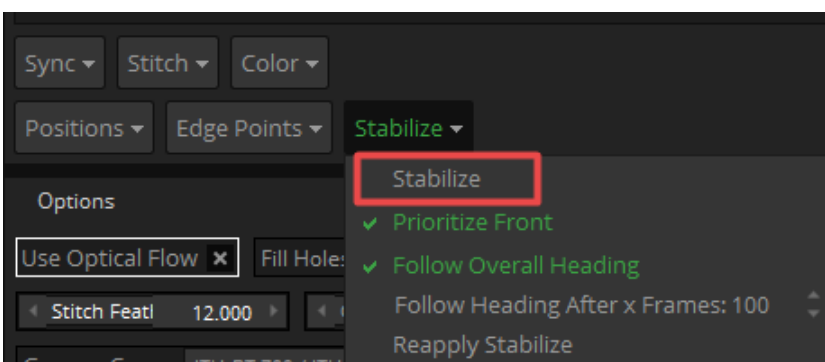 Sync Stitch Color
Positions Edge Points Stabilize
Stabilize
Options
Prioritize Front
Use Optical Flow Fill Holes
Follow Overall Heading
Stitch Featl 12.000
Follow Heading After x Frames: 100
Reapply Stabilize